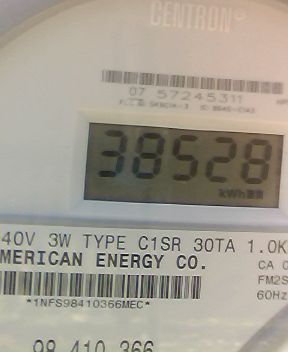 CENTRON®
07 57245311
38528
kWh
40V 3W TYPE C1SR 30TA 1.0K
MERICAN ENERGY CO.
CA 0
FM2S
60Hz
*1NFS98410366MEC*
98 410 366